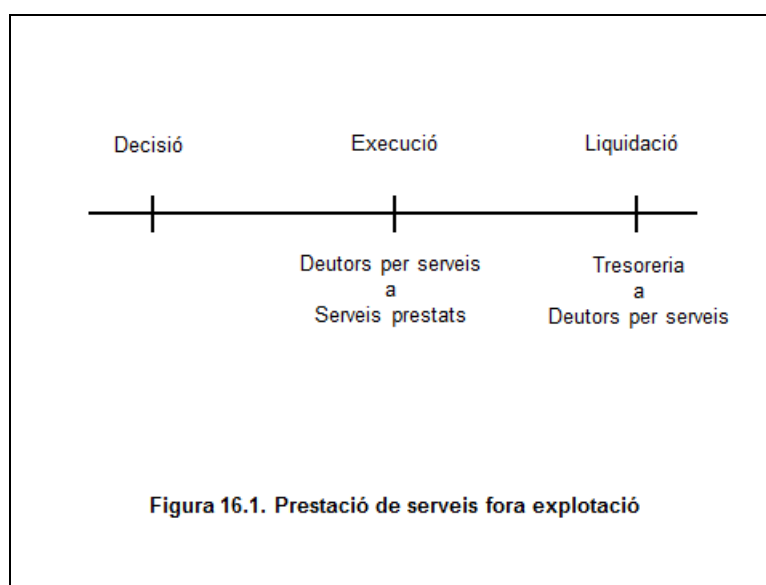 Decisió
Execució
Liquidació
Deutors per serveis
a
Serveis prestats
Tresoreria
a
Deutors per serveis
Figura 16.1. Prestació de serveis fora explotació